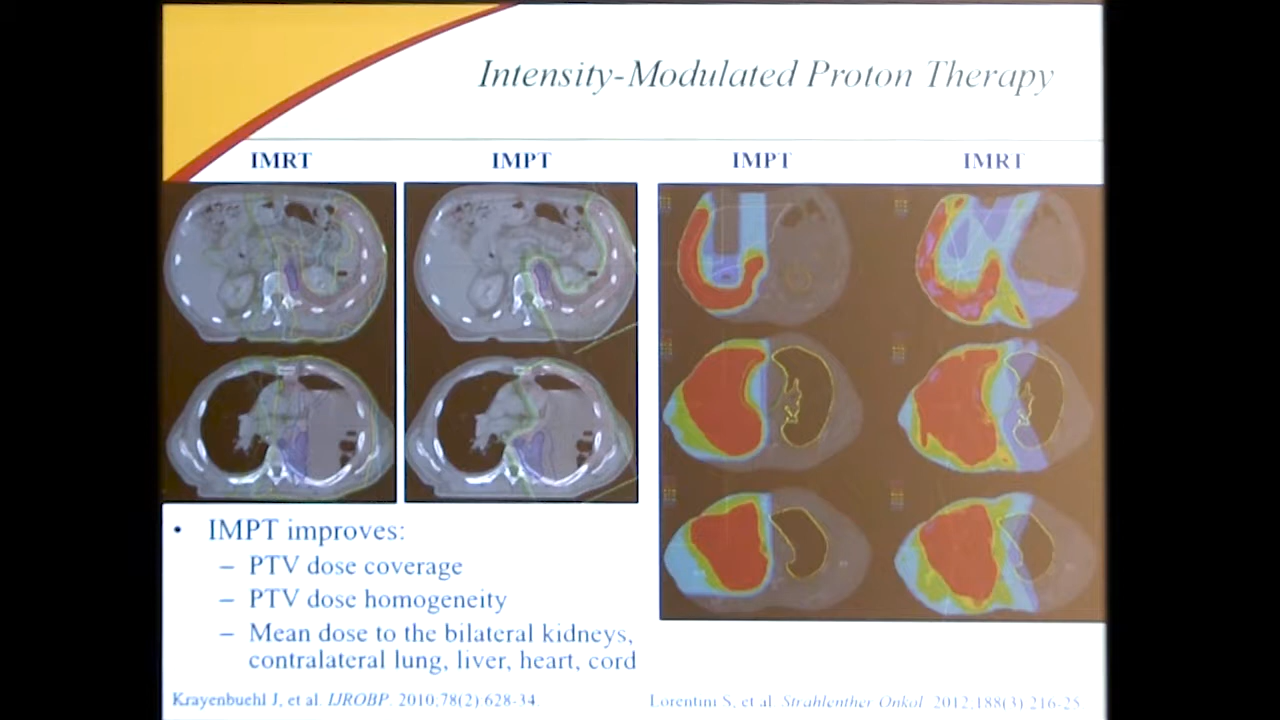 Intensity-Modulated Proton Therapy
IMRT
IMPT
IMPT
IMRT
• IMPT improves:
– PTV dose coverage
– PTV dose homogeneity
– Mean dose to the bilateral kidneys,
contralateral lung, liver, heart, cord
Krayenbuehl J, et al. IJROBP. 2010;78(2) 628-34
Lorentini S, et al. Strahlenther Onkol. 2012;188(3) 216-25